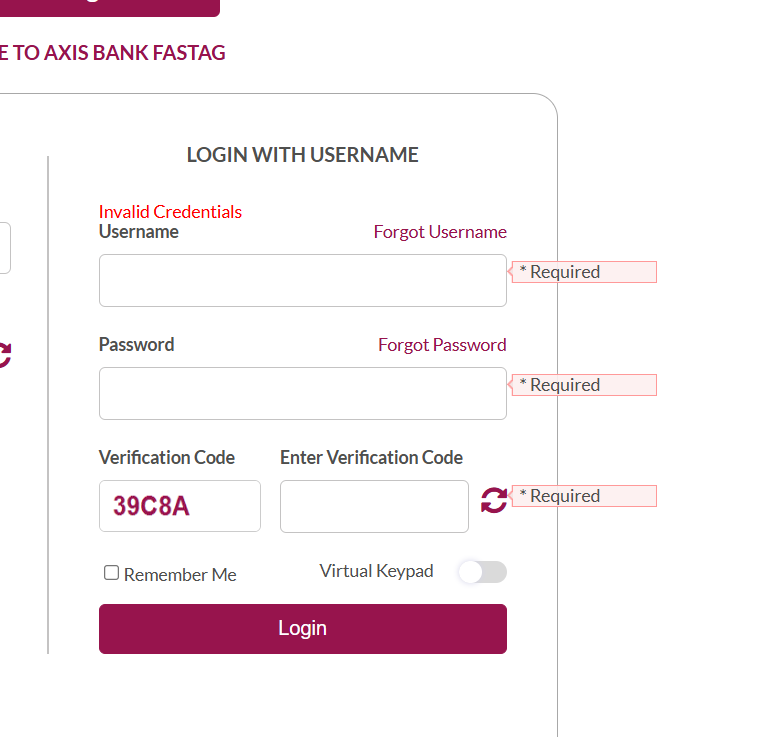 E TO AXIS BANK FASTAG
LOGIN WITH USERNAME
Invalid Credentials
Username Forgot Username
* Required
Password Forgot Password
* Required
Verification Code Enter Verification Code
39C8A
* Required
Remember Me Virtual Keypad
Login